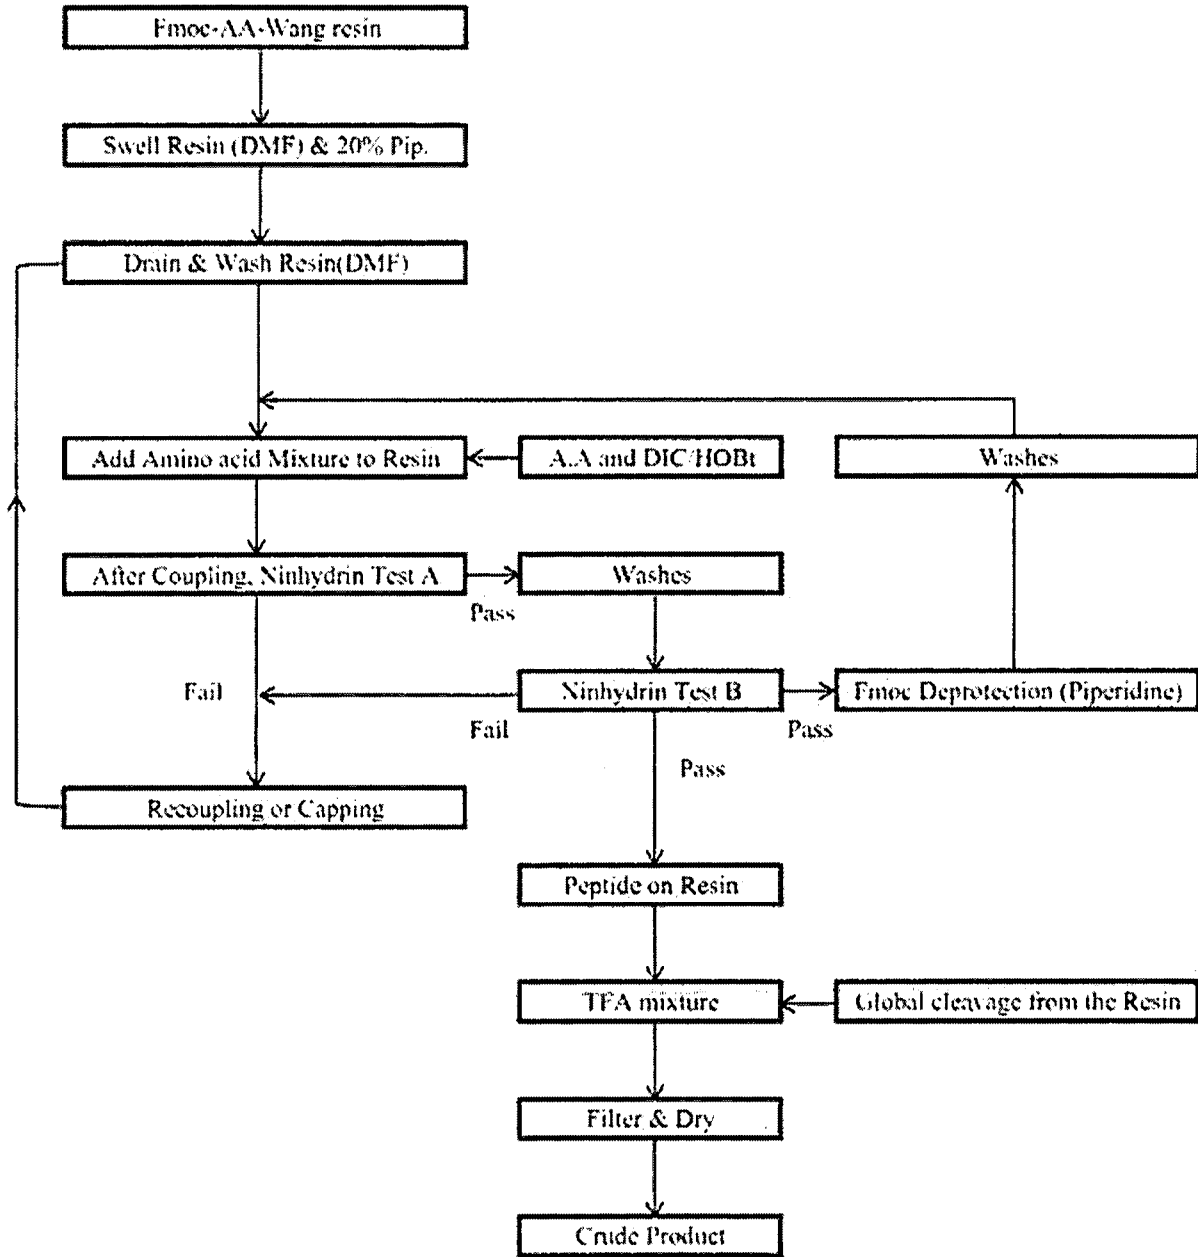 Fmoc-AA-Wang resin
Swell Resin (DMF) & 20% Pip.
Drain & Wash Resin(DMF)
Add Amino acid Mixture to Resin
A.A and DIC/HOBt
Washes
After Coupling, Ninhydrin Test A
Pass
Washes
Fail
Ninhydrin Test B
Fail
Pass
Fmoc Deprotection (Piperidine)
Pass
Recoupling or Capping
Peptide on Resin
TFA mixture
Global cleavage from the Resin
Filter & Dry
Crude Product